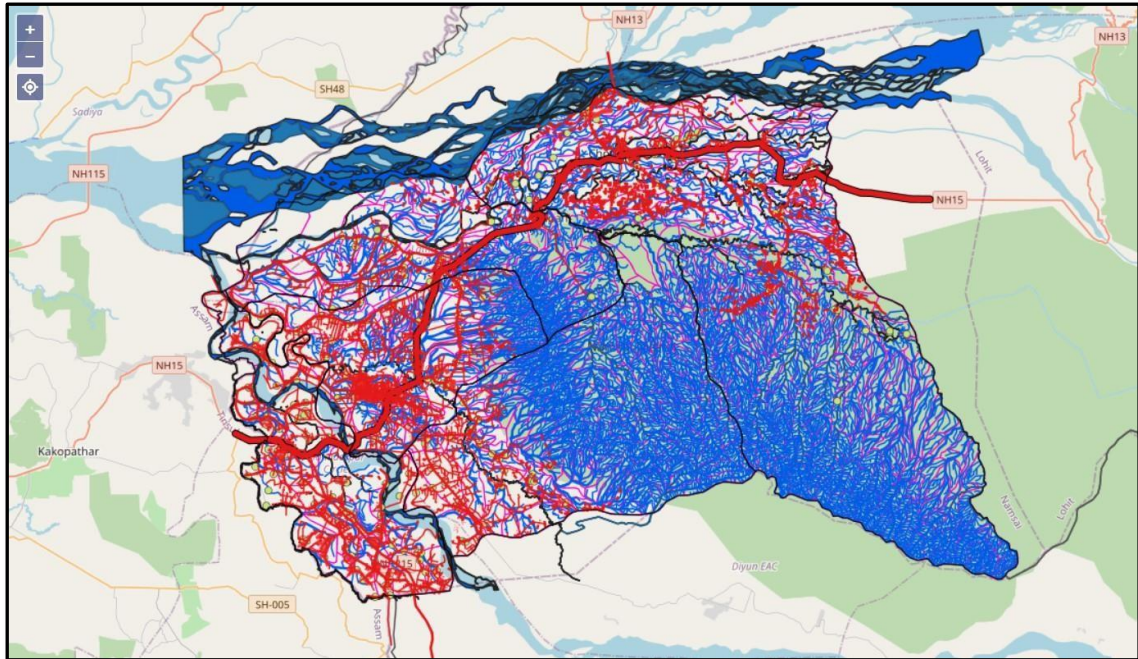 +
−
NH13
NH13
SH48
Sadiya
NH115
Lohit
NH15
Assam
NH15
Kakopathar
Namsai
Lohit
Diyun EAC
SH-005
Assam